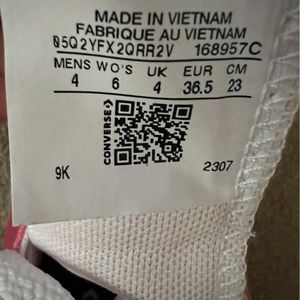 MADE IN VIETNAM
FABRIQUE AU VIETNAM
05Q2YFX2QRR2V 168957C
MENS WO'S UK EUR CM
4 6 4 36.5 23
CONVERSE
9K 2307